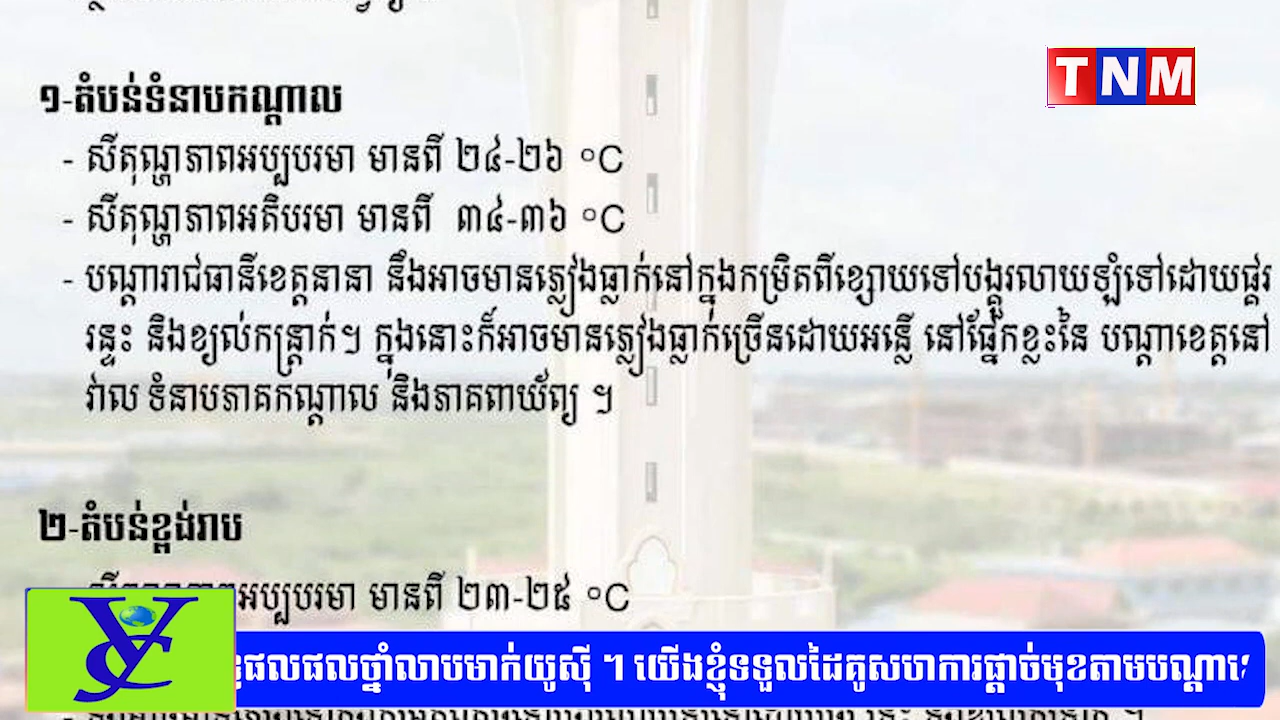 TNM
១-តំបន់ទំនាបកណ្តាល
- សីតុណ្ហភាពអប្បបរមា មានពី ២៤-២៦ °C
- សីតុណ្ហភាពអតិបរមា មានពី ៣៤-៣៦ °C
- បណ្តារាជធានីខេត្តនានា នឹងអាចមានភ្លៀងធ្លាក់នៅក្នុងកម្រិតពីខ្សោយទៅបង្គួរលាយឡំទៅដោយផ្គរ
រន្ទះ និងខ្យល់កន្ត្រាក់ៗ ក្នុងនោះក៏អាចមានភ្លៀងធ្លាក់ច្រើនដោយអន្លើ នៅផ្នែកខ្លះនៃ បណ្តាខេត្តនៅ
វាល ទំនាបភាគកណ្តាល និងភាគពាយ័ព្យ ។
២-តំបន់ខ្ពង់រាប
អប្បបរមា មានពី ២៣-២៥ °C
YC
ផលផលថ្នាំលាបមាក់យូស៊ី ។ យើងខ្ញុំទទួលដៃគូសហការផ្តាច់មុខតាមបណ្តា